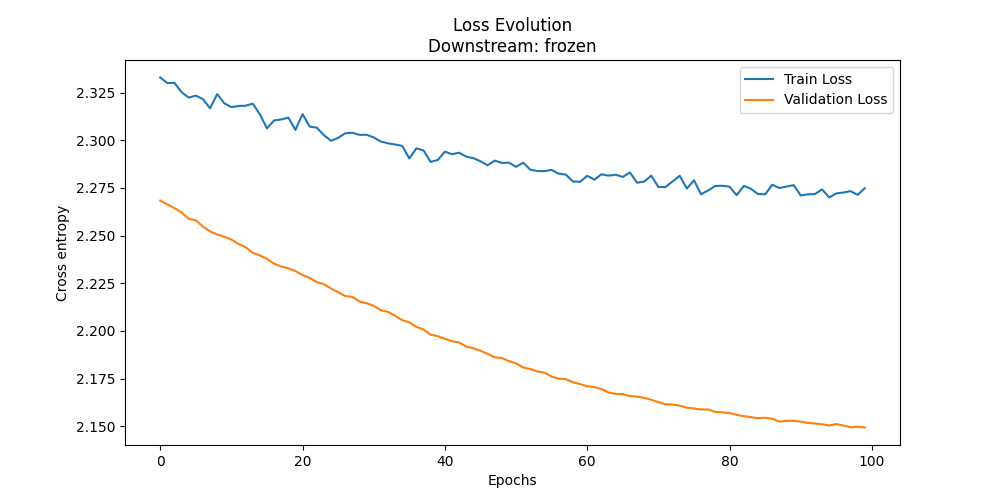 Loss Evolution
Downstream: frozen
Train Loss
Validation Loss
Cross entropy
2.325
2.300
2.275
2.250
2.225
2.200
2.175
2.150
0 20 40 60 80 100
Epochs